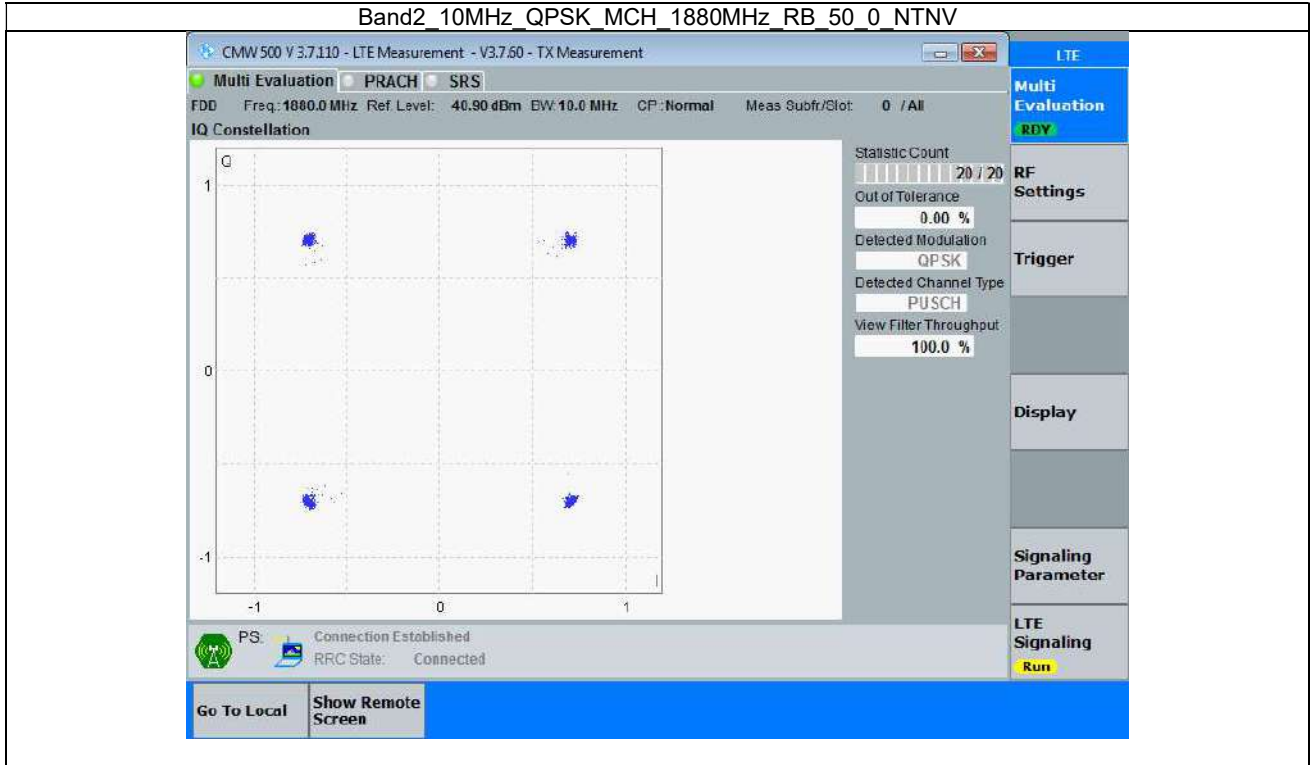 Band2_10MHz_QPSK_MCH_1880MHz_RB_50_0_NTNV
CMW 500 V 3.7.110 - LTE Measurement - V3.7.60 - TX Measurement
LTE
Multi Evaluation PRACH SRS
Multi
Evaluation
RDY
FDD Freq.: 1880.0 MHz Ref. Level: 40.90 dBm BW: 10.0 MHz CP: Normal Meas Subfr/Slot: 0 / All
IQ Constellation
Q
1
0
-1
-1 0 1
I
Statistic Count
20 / 20
Out of Tolerance
0.00 %
Detected Modulation
QPSK
Detected Channel Type
PUSCH
View Filter Throughput
100.0 %
RF
Settings
Trigger
Display
Signaling
Parameter
LTE
Signaling
Run
PS: Connection Established
RRC State: Connected
Go To Local
Show Remote
Screen